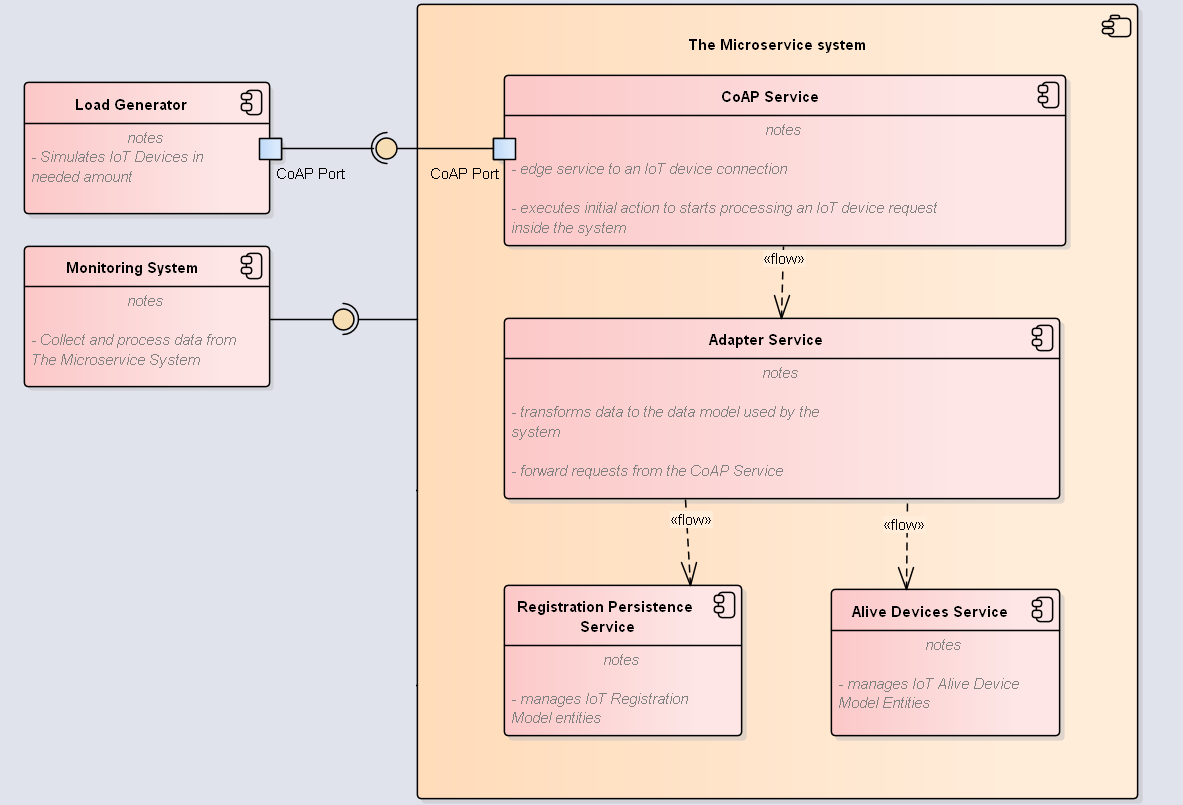 The Microservice system
Load Generator
notes
- Simulates IoT Devices in
needed amount
CoAP Port
CoAP Port
CoAP Service
notes
- edge service to an IoT device connection
- executes initial action to starts processing an IoT device request
inside the system
«flow»
Monitoring System
notes
- Collect and process data from
The Microservice System
Adapter Service
notes
- transforms data to the data model used by the
system
- forward requests from the CoAP Service
«flow»
«flow»
Registration Persistence
Service
notes
- manages IoT Registration
Model entities
Alive Devices Service
notes
- manages IoT Alive Device
Model Entities